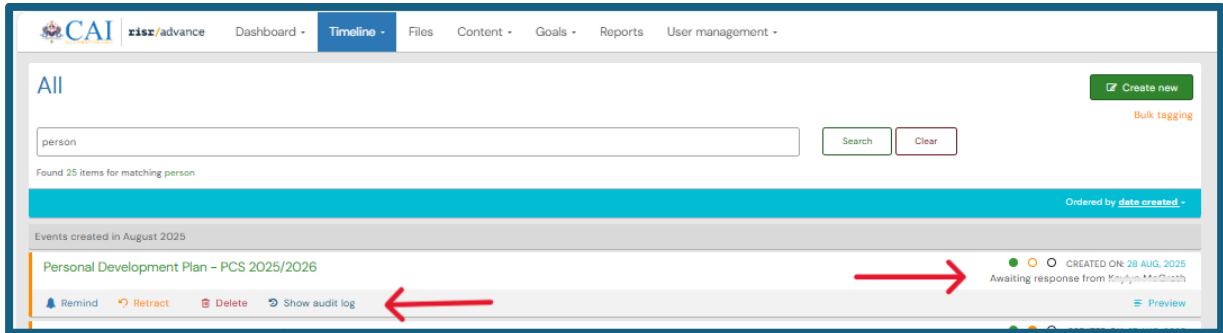 CAI risr/advance Dashboard Timeline Files Content Goals Reports User management
All
Create new
Bulk tagging
person
Search Clear
Found 25 items for matching person
Ordered by date created
Events created in August 2025
Personal Development Plan - PCS 2025/2026
CREATED ON: 28 AUG, 2025
Awaiting response from
Remind Retract Delete Show audit log
Preview